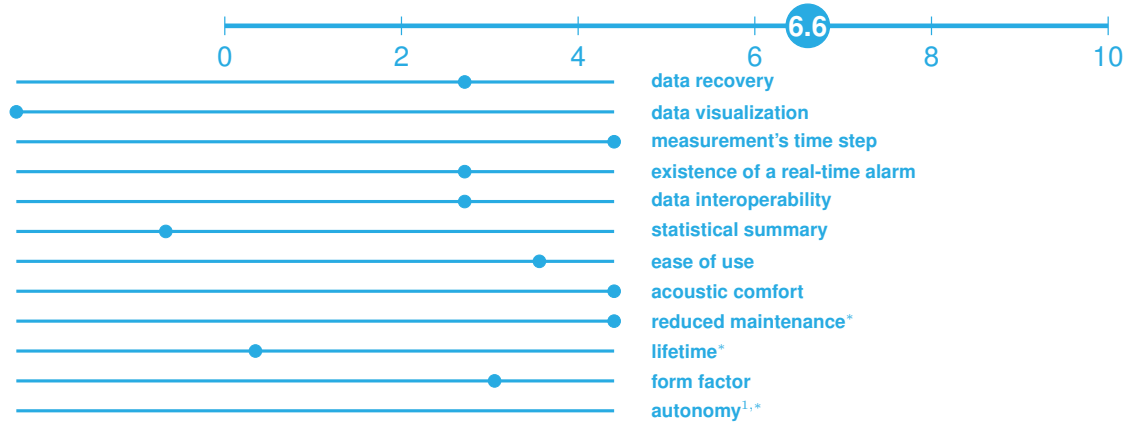 6.6
0 2 4 6 8 10
data recovery
data visualization
measurement's time step
existence of a real-time alarm
data interoperability
statistical summary
ease of use
acoustic comfort
reduced maintenance*
lifetime*
form factor
autonomy1,*